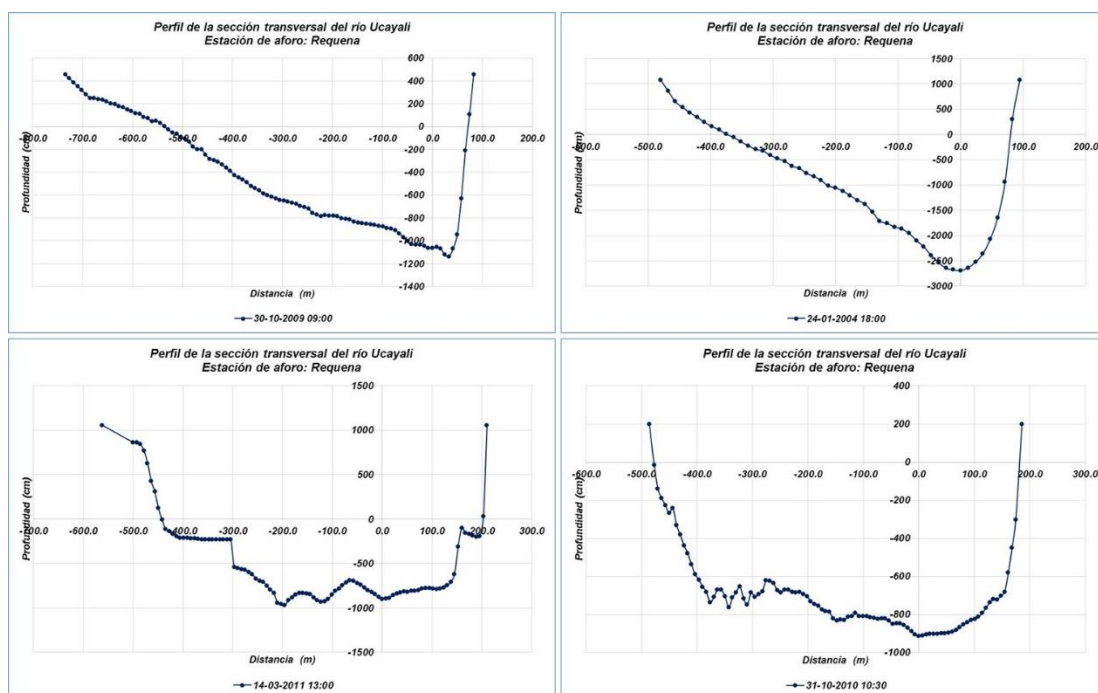 Perfil de la sección transversal del río Ucayali
Estación de aforo: Requena
600
400
200
0
-800.0 -700.0 -600.0 -500.0 -400.0 -300.0 -200.0 -100.0 0.0 100.0 200.0
-200
-400
-600
-800
-1000
-1200
-1400
Profundidad (cm)
Distancia (m)
30-10-2009 09:00
Perfil de la sección transversal del río Ucayali
Estación de aforo: Requena
1500
1000
500
0
-600.0 -500.0 -400.0 -300.0 -200.0 -100.0 0.0 100.0 200.0
-500
-1000
-1500
-2000
-2500
-3000
Profundidad (cm)
Distancia (m)
24-01-2004 18:00
Perfil de la sección transversal del río Ucayali
Estación de aforo: Requena
1500
1000
500
0
-700.0 -600.0 -500.0 -400.0 -300.0 -200.0 -100.0 0.0 100.0 200.0 300.0
-500
-1000
-1500
Profundidad (cm)
Distancia (m)
14-03-2011 13:00
Perfil de la sección transversal del río Ucayali
Estación de aforo: Requena
400
200
0
-600.0 -500.0 -400.0 -300.0 -200.0 -100.0 0.0 100.0 200.0 300.0
-200
-400
-600
-800
-1000
Profundidad (cm)
Distancia (m)
31-10-2010 10:30